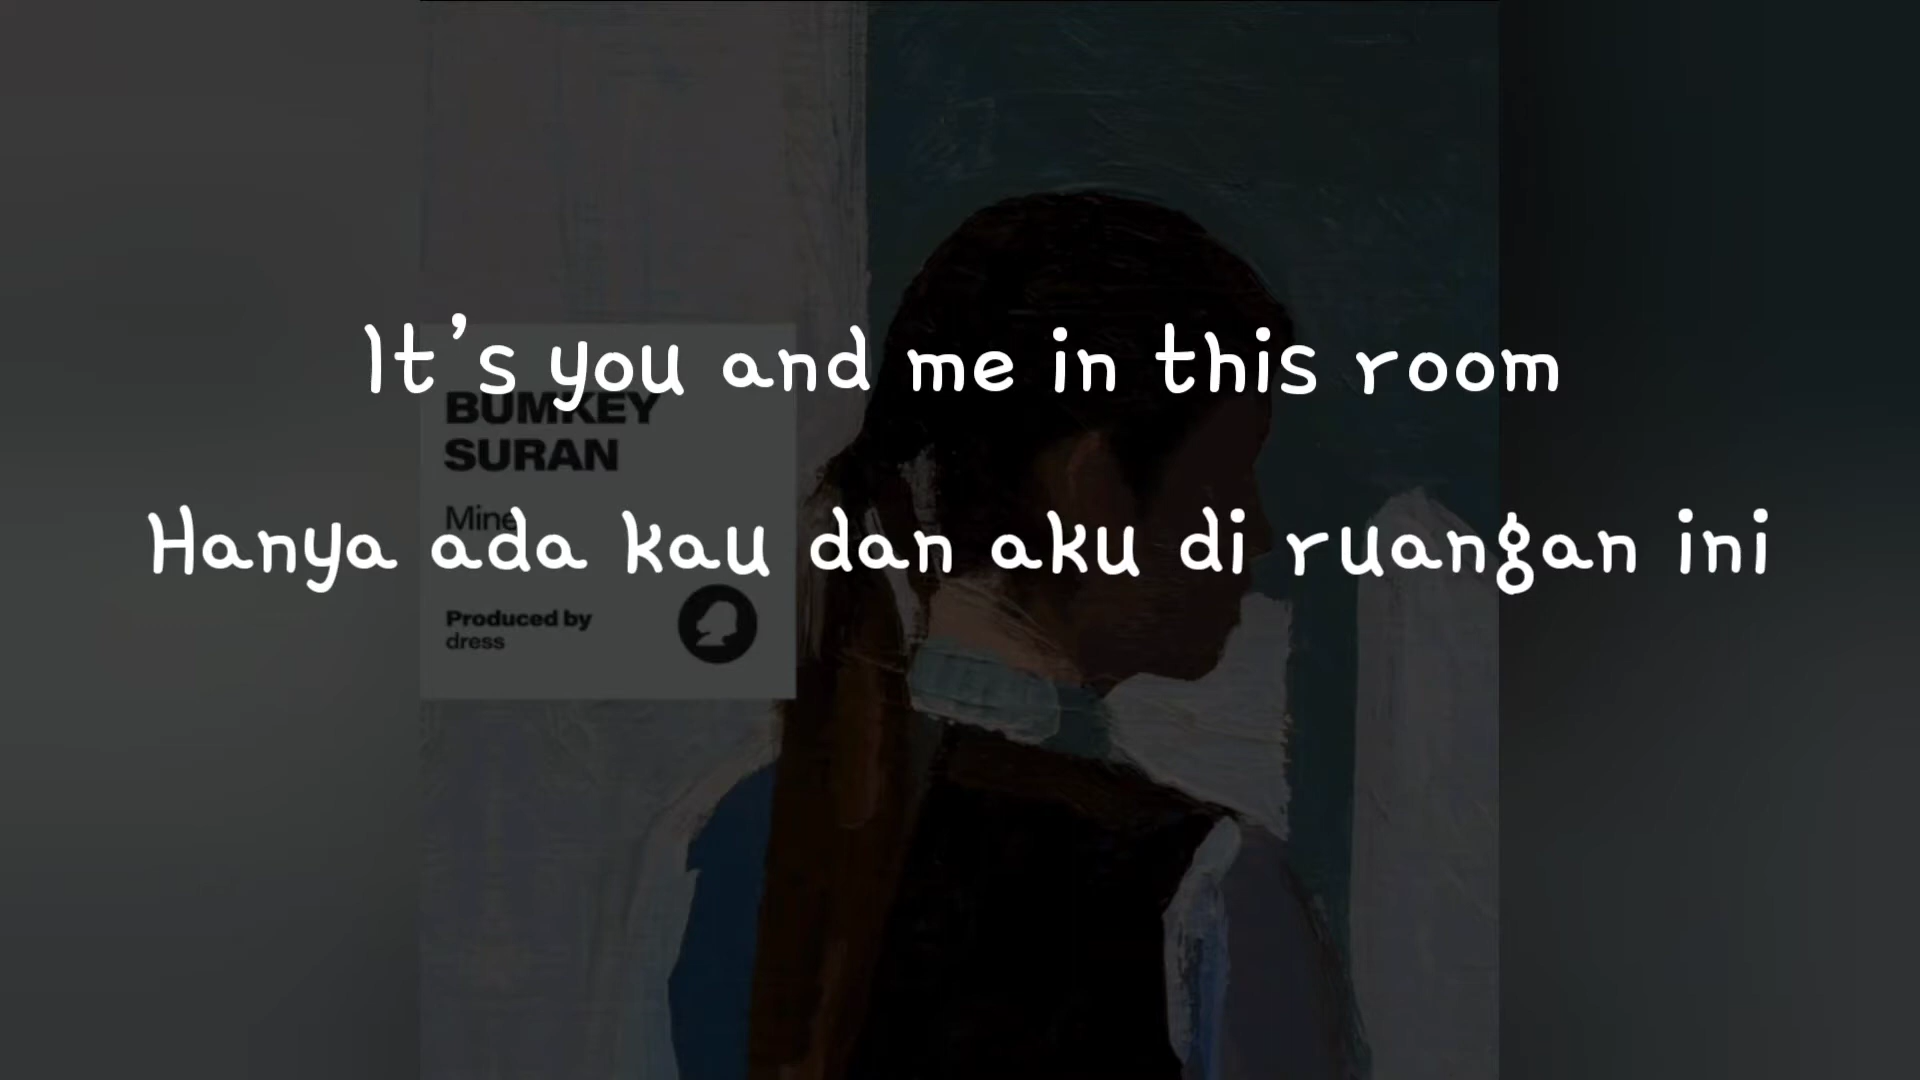 It's you and me in this room
BUMKEY
SURAN
Mine
Hanya ada kau dan aku di ruangan ini
Produced by
dress